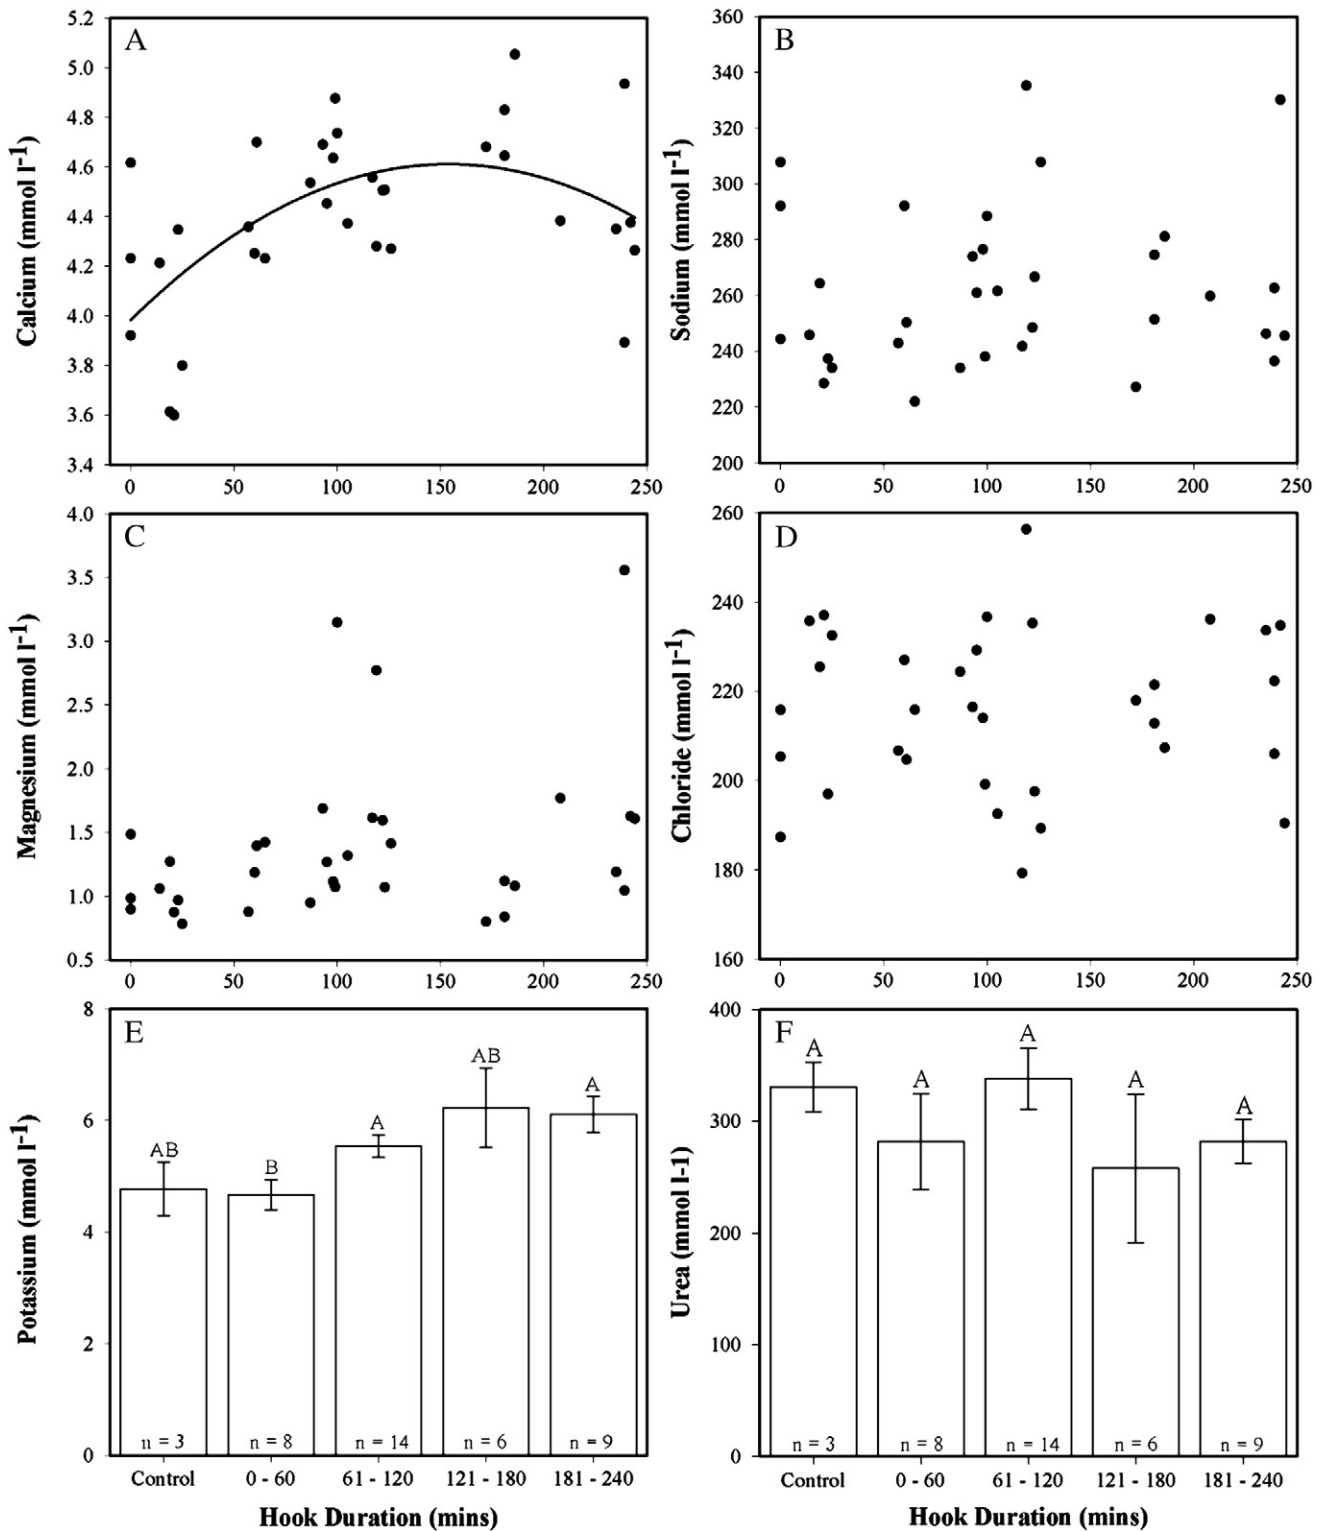 A
Calcium (mmol l-1)
5.2
5.0
4.8
4.6
4.4
4.2
4.0
3.8
3.6
3.4
0 50 100 150 200 250
B
Sodium (mmol l-1)
360
340
320
300
280
260
240
220
200
0 50 100 150 200 250
C
Magnesium (mmol l-1)
4.0
3.5
3.0
2.5
2.0
1.5
1.0
0.5
0 50 100 150 200 250
D
Chloride (mmol l-1)
260
240
220
200
180
160
0 50 100 150 200 250
E
Potassium (mmol l-1)
8
6
4
2
0
AB B A AB A
n = 3 n = 8 n = 14 n = 6 n = 9
Control 0 - 60 61 - 120 121 - 180 181 - 240
Hook Duration (mins)
F
Urea (mmol l-1)
400
300
200
100
0
A A A A A
n = 3 n = 8 n = 14 n = 6 n = 9
Control 0 - 60 61 - 120 121 - 180 181 - 240
Hook Duration (mins)